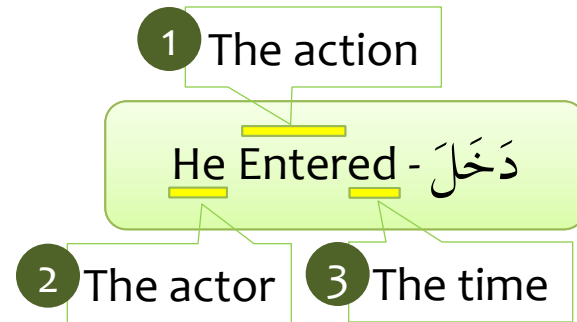 1 The action
He Entered - دَخَلَ
2 The actor
3 The time